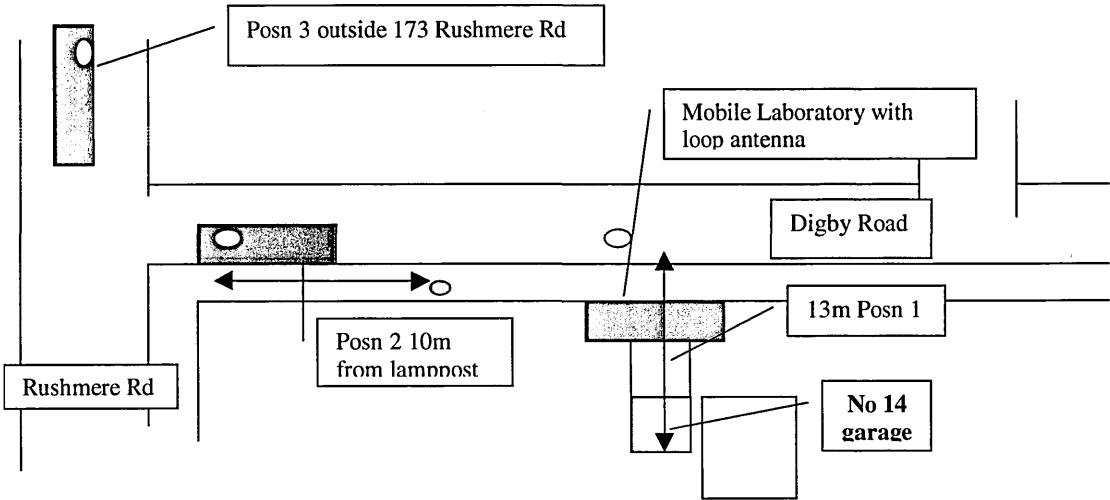 Posn 3 outside 173 Rushmere Rd
Mobile Laboratory with
loop antenna
Digby Road
13m Posn 1
Posn 2 10m
from lamppost
Rushmere Rd
No 14
garage